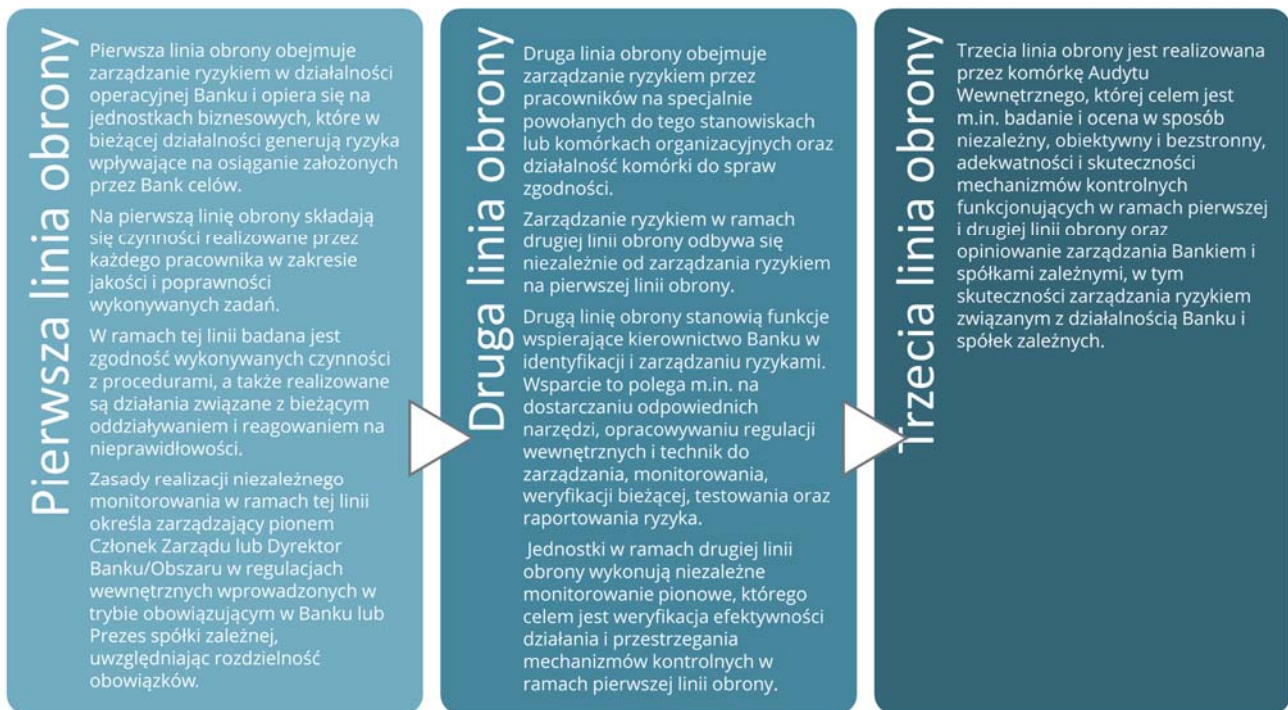 Pierwsza linia obrony
Pierwsza linia obrony obejmuje
zarządzanie ryzykiem w działalności
operacyjnej Banku i opiera się na
jednostkach biznesowych, które w
bieżącej działalności generują ryzyka
wpływające na osiąganie założonych
przez Bank celów.
Na pierwszą linię obrony składają
się czynności realizowane przez
każdego pracownika w zakresie
jakości i poprawności
wykonywanych zadań.
W ramach tej linii badana jest
zgodność wykonywanych czynności
z procedurami, a także realizowane
są działania związane z bieżącym
oddziaływaniem i reagowaniem na
nieprawidłowości.
Zasady realizacji niezależnego
monitorowania w ramach tej linii
określa zarządzający pionem
Członek Zarządu lub Dyrektor
Banku/Obszaru w regulacjach
wewnętrznych wprowadzonych w
trybie obowiązującym w Banku lub
Prezes spółki zależnej,
uwzględniając rozdzielność
obowiązków.
Druga linia obrony
Druga linia obrony obejmuje
zarządzanie ryzykiem przez
pracowników na specjalnie
powołanych do tego stanowiskach
lub komórkach organizacyjnych oraz
działalność komórki do spraw
zgodności.
Zarządzanie ryzykiem w ramach
drugiej linii obrony odbywa się
niezależnie od zarządzania ryzykiem
na pierwszej linii obrony.
Drugą linię obrony stanowią funkcje
wspierające kierownictwo Banku w
identyfikacji i zarządzaniu ryzykami.
Wsparcie to polega m.in. na
dostarczaniu odpowiednich
narzędzi, opracowywaniu regulacji
wewnętrznych i technik do
zarządzania, monitorowania,
weryfikacji bieżącej, testowania oraz
raportowania ryzyka.
Jednostki w ramach drugiej linii
obrony wykonują niezależne
monitorowanie pionowe, którego
celem jest weryfikacja efektywności
działania i przestrzegania
mechanizmów kontrolnych w
ramach pierwszej linii obrony.
Trzecia linia obrony
Trzecia linia obrony jest realizowana
przez komórkę Audytu
Wewnętrznego, której celem jest
m.in. badanie i ocena w sposób
niezależny, obiektywny i bezstronny,
adekwatności i skuteczności
mechanizmów kontrolnych
funkcjonujących w ramach pierwszej
i drugiej linii obrony oraz
opiniowanie zarządzania Bankiem i
spółkami zależnymi, w tym
skuteczności zarządzania ryzykiem
związanym z działalnością Banku i
spółek zależnych.